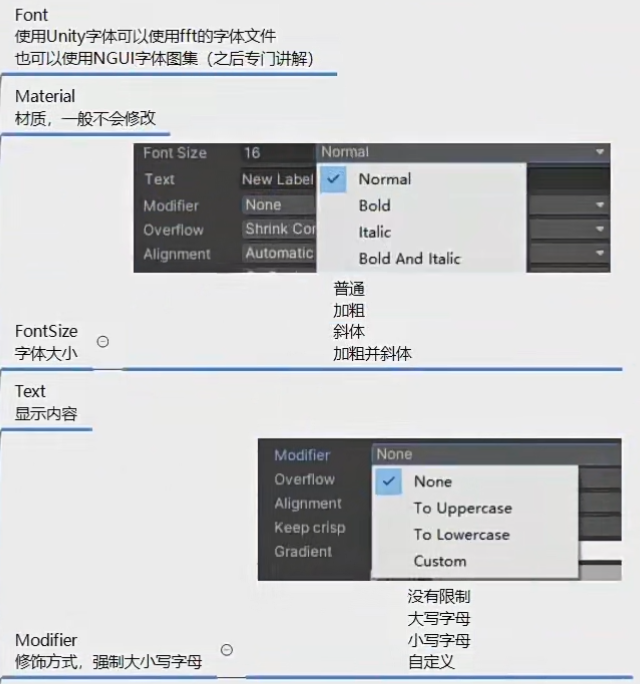 Font
使用Unity字体可以使用fft的字体文件
也可以使用NGUI字体图集（之后专门讲解）
Material
材质，一般不会修改
Font Size 16 Normal
Text New Label Normal
Modifier None Bold
Overflow Shrink Con Italic
Alignment Automatic Bold And Italic
普通
加粗
斜体
加粗并斜体
FontSize
字体大小
Text
显示内容
Modifier None
Overflow None
Alignment To Uppercase
Keep crisp To Lowercase
Gradient Custom
没有限制
大写字母
小写字母
自定义
Modifier
修饰方式，强制大小写字母